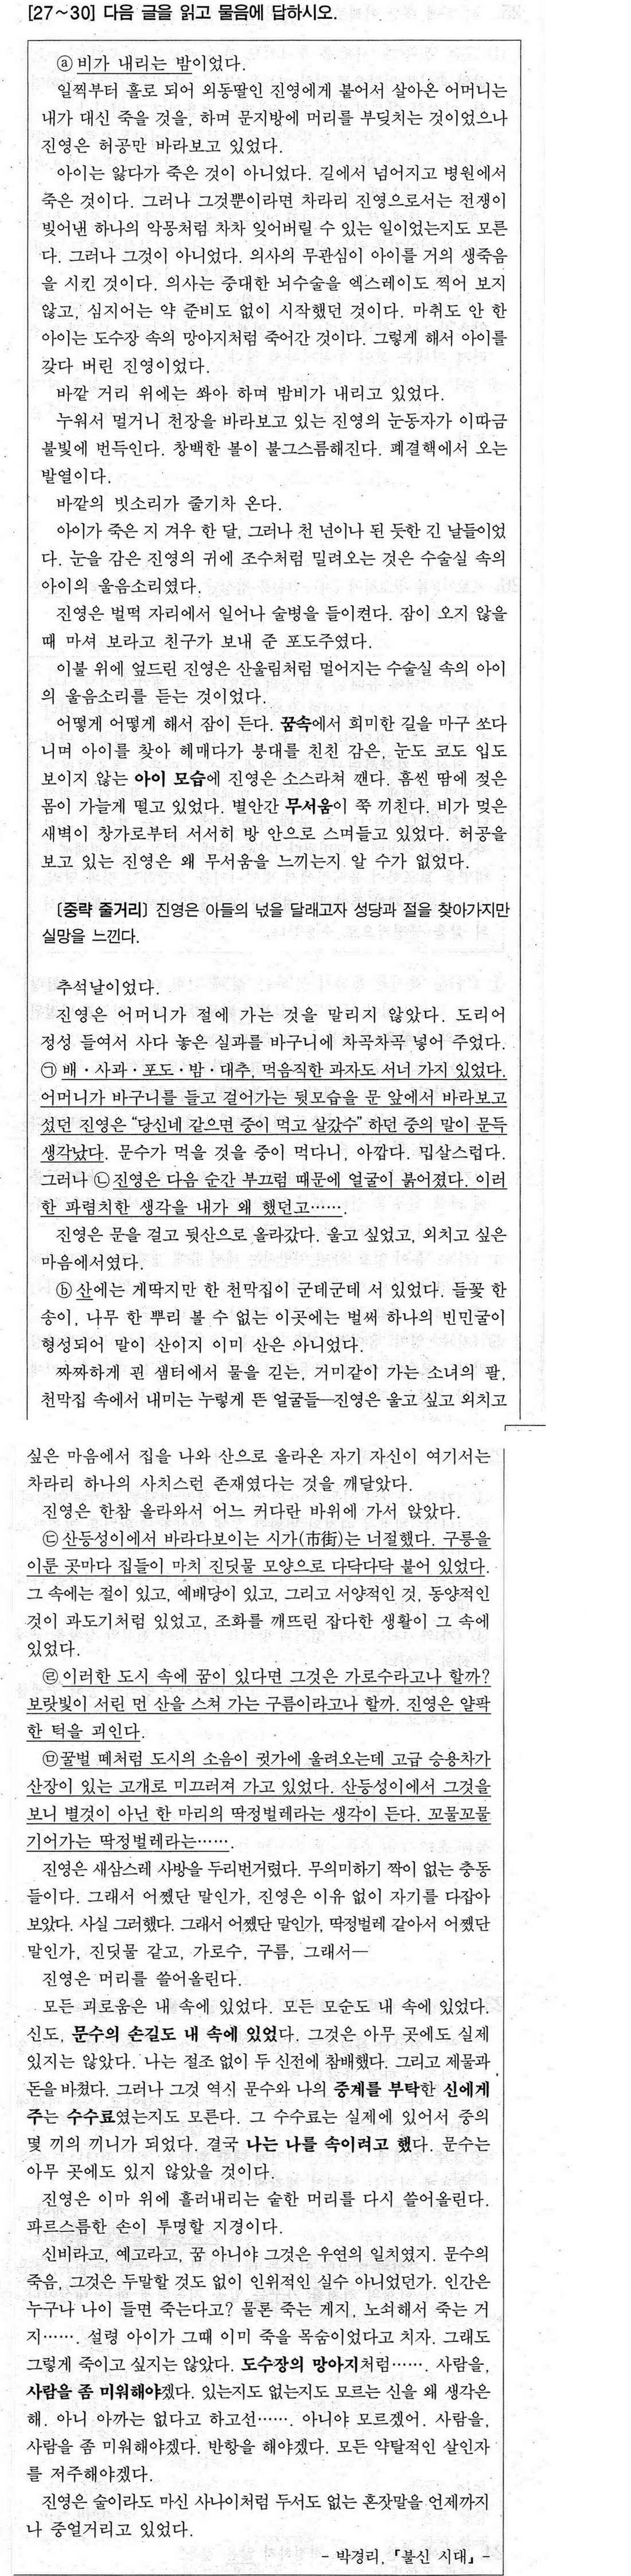 [27~30] 다음 글을 읽고 물음에 답하시오.
ⓐ 비가 내리는 밤이었다.
일찍부터 홀로 되어 외동딸인 진영에게 붙어서 살아온 어머니는
내가 대신 죽을 것을, 하며 문지방에 머리를 부딪치는 것이었으나
진영은 허공만 바라보고 있었다.
아이는 앓다가 죽은 것이 아니었다. 길에서 넘어지고 병원에서
죽은 것이다. 그러나 그것뿐이라면 차라리 진영으로서는 전쟁이
빚어낸 하나의 악몽처럼 차차 잊어버릴 수 있는 일이었는지도 모른
다. 그러나 그것이 아니었다. 의사의 무관심이 아이를 거의 생죽음
을 시킨 것이다. 의사는 중대한 뇌수술을 엑스레이도 찍어 보지
않고, 심지어는 약 준비도 없이 시작했던 것이다. 마취도 안 한
아이는 도수장 속의 망아지처럼 죽어간 것이다. 그렇게 해서 아이를
갖다 버린 진영이었다.
바깥 거리 위에는 쏴아 하며 밤비가 내리고 있었다.
누워서 멀거니 천장을 바라보고 있는 진영의 눈동자가 이따금
불빛에 번득인다. 창백한 볼이 불그스름해진다. 폐결핵에서 오는
발열이다.
바깥의 빗소리가 줄기차 온다.
아이가 죽은 지 겨우 한 달, 그러나 천 년이나 된 듯한 긴 날들이었
다. 눈을 감은 진영의 귀에 조수처럼 밀려오는 것은 수술실 속의
아이의 울음소리였다.
진영은 벌떡 자리에서 일어나 술병을 들이켠다. 잠이 오지 않을
때 마셔 보라고 친구가 보내 준 포도주였다.
이불 위에 엎드린 진영은 산울림처럼 멀어지는 수술실 속의 아이
의 울음소리를 듣는 것이었다.
어떻게 어떻게 해서 잠이 든다. 꿈속에서 희미한 길을 마구 쏘다
니며 아이를 찾아 헤매다가 붕대를 친친 감은, 눈도 코도 입도
보이지 않는 아이 모습에 진영은 소스라쳐 깬다. 흠씬 땀에 젖은
몸이 가늘게 떨고 있었다. 별안간 무서움이 쭉 끼친다. 비가 멎은
새벽이 창가로부터 서서히 방 안으로 스며들고 있었다. 허공을
보고 있는 진영은 왜 무서움을 느끼는지 알 수가 없었다.
[중략 줄거리] 진영은 아들의 넋을 달래고자 성당과 절을 찾아가지만
실망을 느낀다.
추석날이었다.
진영은 어머니가 절에 가는 것을 말리지 않았다. 도리어
정성 들여서 사다 놓은 실과를 바구니에 차곡차곡 넣어 주었다.
㉠ 배·사과·포도·밤·대추, 먹음직한 과자도 서너 가지 있었다.
어머니가 바구니를 들고 걸어가는 뒷모습을 문 앞에서 바라보고
섰던 진영은 “당신네 같으면 중이 먹고 살갔수” 하던 중의 말이 문득
생각났다. 문수가 먹을 것을 중이 먹다니, 아깝다. 밉살스럽다.
그러나 ㉡ 진영은 다음 순간 부끄럼 때문에 얼굴이 붉어졌다. 이러
한 파렴치한 생각을 내가 왜 했던고…….
진영은 문을 걸고 뒷산으로 올라갔다. 울고 싶었고, 외치고 싶은
마음에서였다.
ⓑ 산에는 게딱지만 한 천막집이 군데군데 서 있었다. 들꽃 한
송이, 나무 한 뿌리 볼 수 없는 이곳에는 벌써 하나의 빈민굴이
형성되어 말이 산이지 이미 산은 아니었다.
짜짜하게 괸 샘터에서 물을 긷는, 거미같이 가는 소녀의 팔,
천막집 속에서 내미는 누렇게 뜬 얼굴들—진영은 울고 싶고 외치고
싶은 마음에서 집을 나와 산으로 올라온 자기 자신이 여기서는
차라리 하나의 사치스런 존재였다는 것을 깨달았다.
진영은 한참 올라와서 어느 커다란 바위에 가서 앉았다.
㉢ 산등성이에서 바라다보이는 시가(市街)는 너절했다. 구릉을
이룬 곳마다 집들이 마치 진딧물 모양으로 다닥다닥 붙어 있었다.
그 속에는 절이 있고, 예배당이 있고, 그리고 서양적인 것, 동양적인
것이 과도기처럼 있었고, 조화를 깨뜨린 잡다한 생활이 그 속에
있었다.
㉣ 이러한 도시 속에 꿈이 있다면 그것은 가로수라고나 할까?
보랏빛이 서린 먼 산을 스쳐 가는 구름이라고나 할까. 진영은 얄팍
한 턱을 괴인다.
㉤ 꿀벌 떼처럼 도시의 소음이 귓가에 울려오는데 고급 승용차가
산장이 있는 고개로 미끄러져 가고 있었다. 산등성이에서 그것을
보니 별것이 아닌 한 마리의 딱정벌레라는 생각이 든다. 꼬물꼬물
기어가는 딱정벌레라는…….
진영은 새삼스레 사방을 두리번거렸다. 무의미하기 짝이 없는 충동
들이다. 그래서 어쨌단 말인가, 진영은 이유 없이 자기를 다잡아
보았다. 사실 그러했다. 그래서 어쨌단 말인가, 딱정벌레 같아서 어쨌단
말인가, 진딧물 같고, 가로수, 구름, 그래서—
진영은 머리를 쓸어올린다.
모든 괴로움은 내 속에 있었다. 모든 모순도 내 속에 있었다.
신도, 문수의 손길도 내 속에 있었다. 그것은 아무 곳에도 실제
있지는 않았다. 나는 절조 없이 두 신전에 참배했다. 그리고 제물과
돈을 바쳤다. 그러나 그것 역시 문수와 나의 중계를 부탁한 신에게
주는 수수료였는지도 모른다. 그 수수료는 실제에 있어서 중의
몇 끼의 끼니가 되었다. 결국 나는 나를 속이려고 했다. 문수는
아무 곳에도 있지 않았을 것이다.
진영은 이마 위에 흘러내리는 숱한 머리를 다시 쓸어올린다.
파르스름한 손이 투명할 지경이다.
신비라고, 예고라고, 꿈 아니야 그것은 우연의 일치였지. 문수의
죽음, 그것은 두말할 것도 없이 인위적인 실수 아니었던가. 인간은
누구나 나이 들면 죽는다고? 물론 죽는 게지, 노쇠해서 죽는 거
지……. 설령 아이가 그때 이미 죽을 목숨이었다고 치자. 그래도
그렇게 죽이고 싶지는 않았다. 도수장의 망아지처럼……. 사람을,
사람을 좀 미워해야겠다. 있는지도 없는지도 모르는 신을 왜 생각은
해. 아니 아까는 없다고 하고선……. 아니야 모르겠어. 사람을,
사람을 좀 미워해야겠다. 반항을 해야겠다. 모든 약탈적인 살인자
를 저주해야겠다.
진영은 술이라도 마신 사나이처럼 두서도 없는 혼잣말을 언제까지
나 중얼거리고 있었다.
- 박경리, 「불신 시대」 -